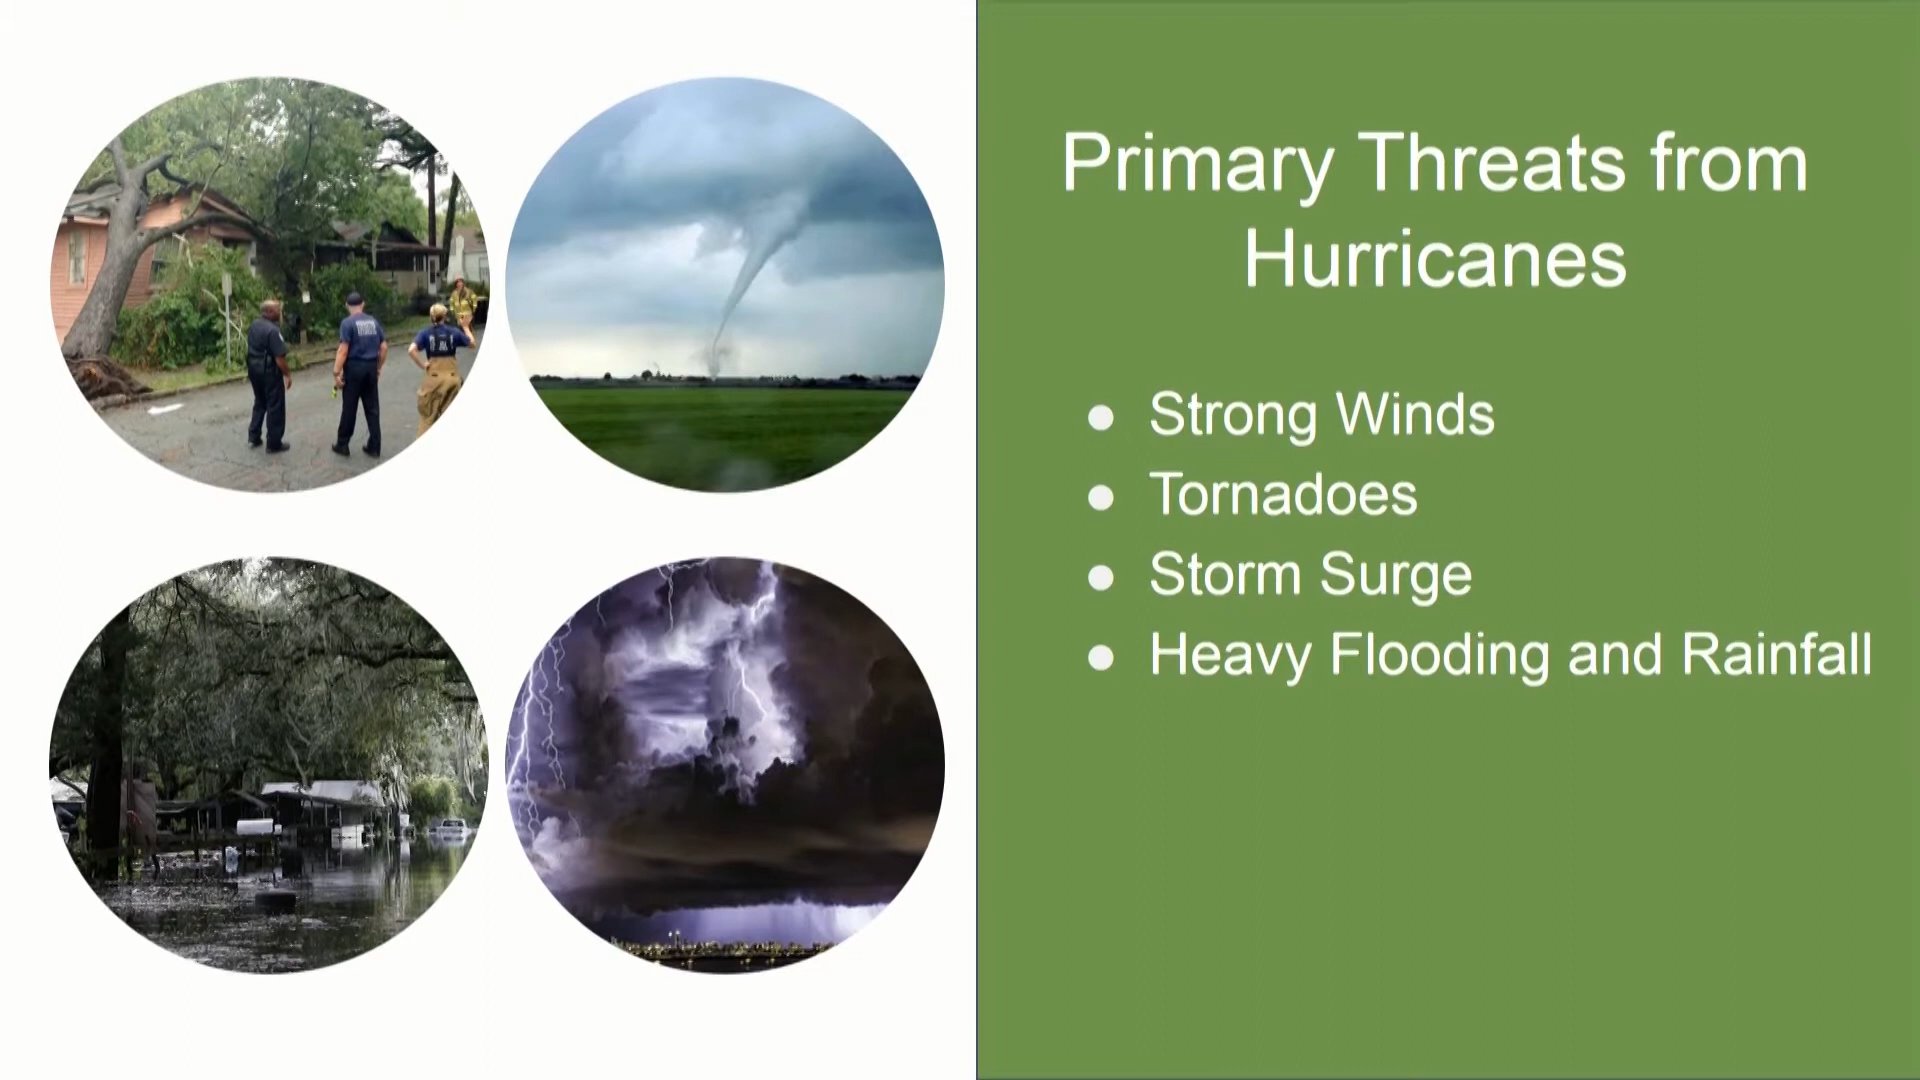 Primary Threats from
Hurricanes
● Strong Winds
● Tornadoes
● Storm Surge
● Heavy Flooding and Rainfall